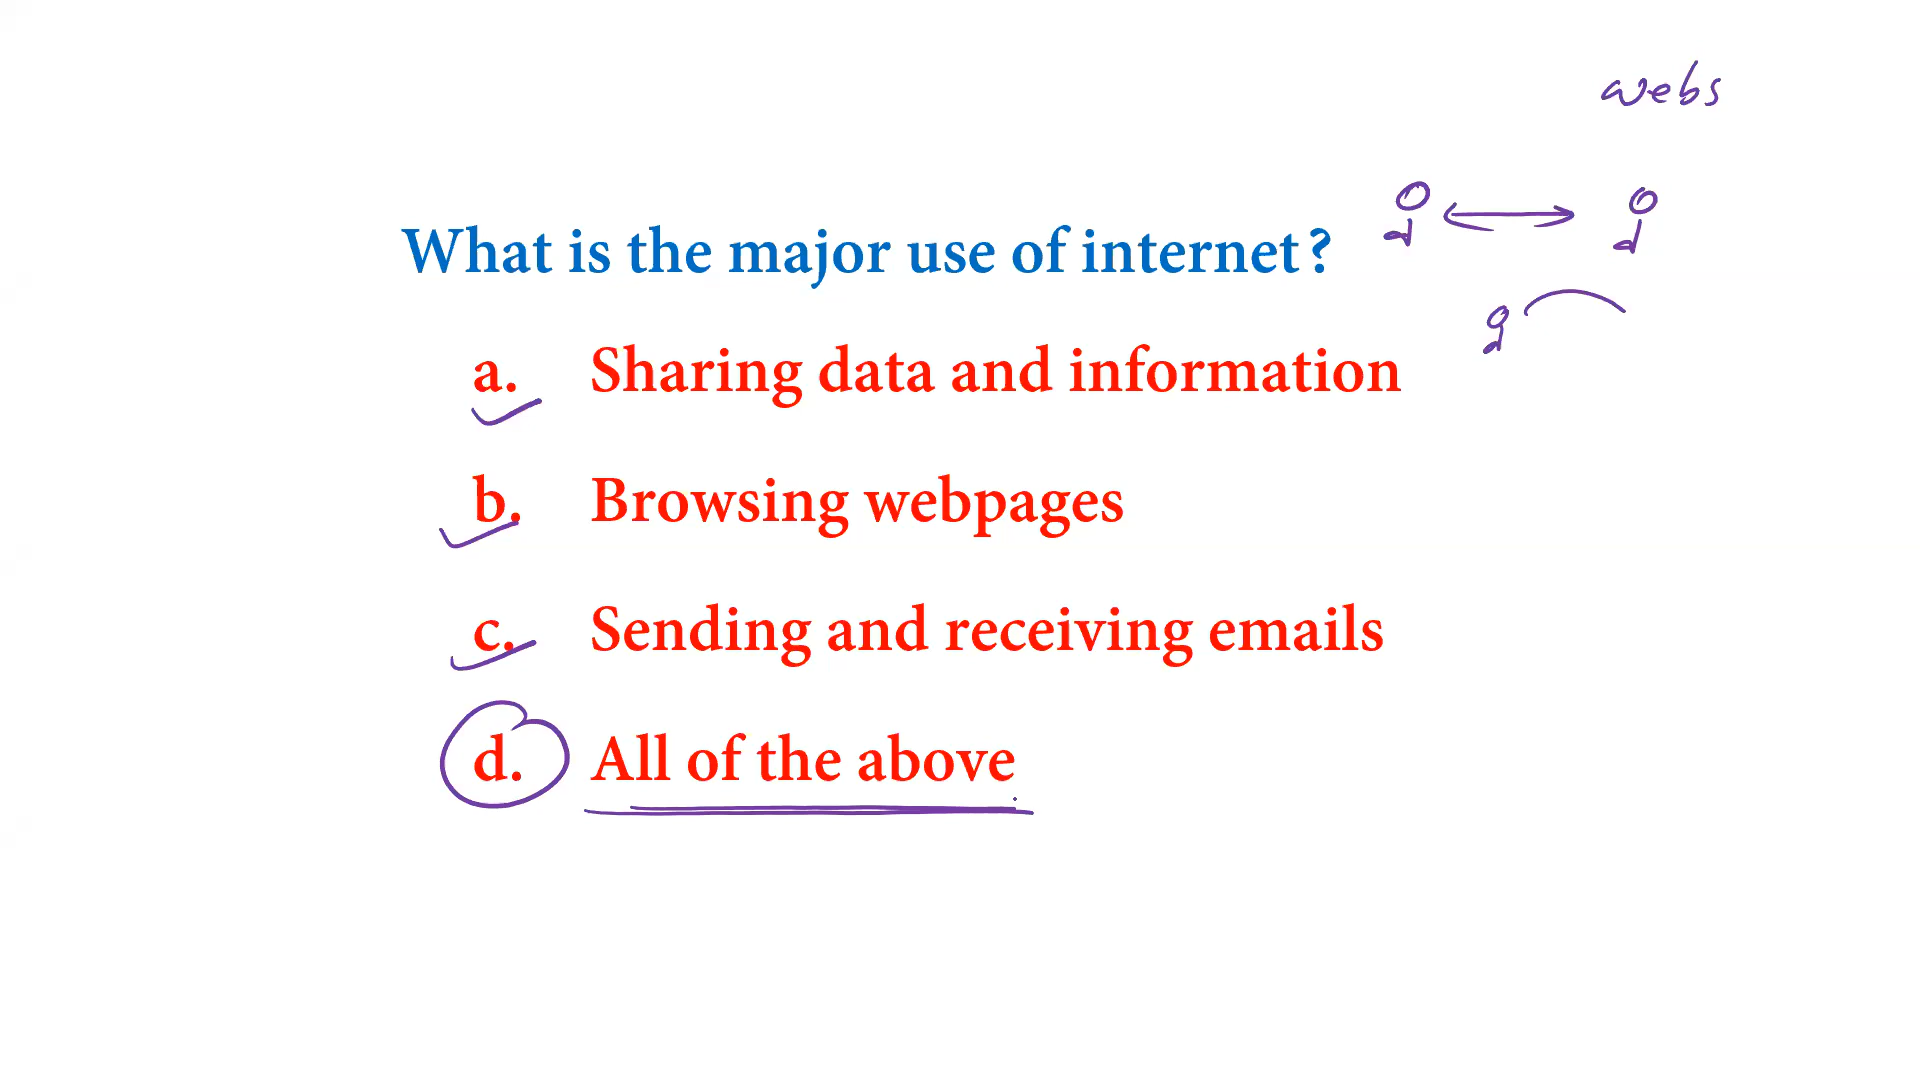 webs
What is the major use of internet?
a. Sharing data and information
b. Browsing webpages
c. Sending and receiving emails
d. All of the above